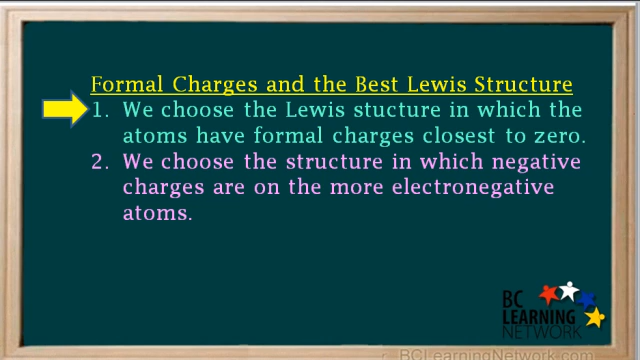 Formal Charges and the Best Lewis Structure
1. We choose the Lewis stucture in which the
atoms have formal charges closest to zero.
2. We choose the structure in which negative
charges are on the more electronegative
atoms.
BC
LEARNING
NETWORK
BCLearningNetwork.com